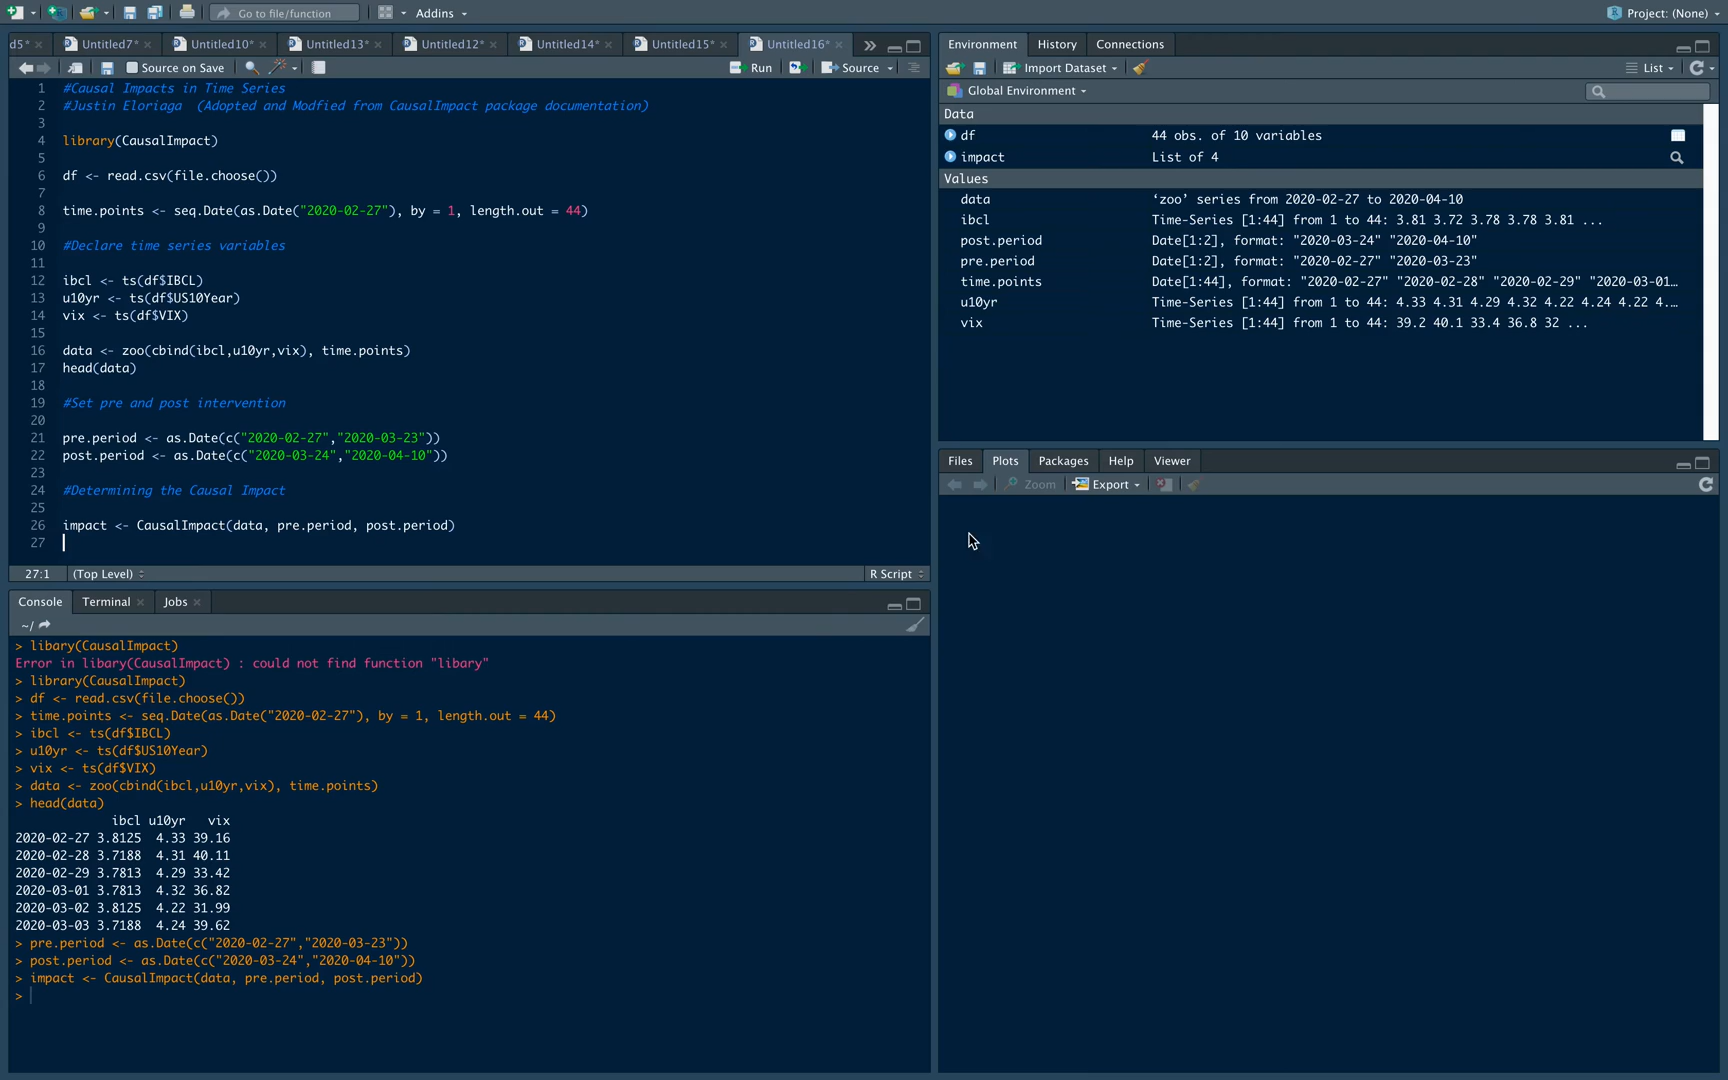 Go to file/function
Addins
Project: (None)
d5*
Untitled7*
Untitled10*
Untitled13*
Untitled12*
Untitled14*
Untitled15*
Untitled16*
Source on Save
Run
Source
1 #Causal Impacts in Time Series
2 #Justin Eloriaga  (Adopted and Modfied from CausalImpact package documentation)
3
4 library(CausalImpact)
5
6 df <- read.csv(file.choose())
7
8 time.points <- seq.Date(as.Date("2020-02-27"), by = 1, length.out = 44)
9
10 #Declare time series variables
11
12 ibcl <- ts(df$IBCL)
13 u10yr <- ts(df$US10Year)
14 vix <- ts(df$VIX)
15
16 data <- zoo(cbind(ibcl,u10yr,vix), time.points)
17 head(data)
18
19 #Set pre and post intervention
20
21 pre.period <- as.Date(c("2020-02-27","2020-03-23"))
22 post.period <- as.Date(c("2020-03-24","2020-04-10"))
23
24 #Determining the Causal Impact
25
26 impact <- CausalImpact(data, pre.period, post.period)
27
27:1
(Top Level)
R Script
Console
Terminal
Jobs
~/
> libary(CausalImpact)
Error in libary(CausalImpact) : could not find function "libary"
> library(CausalImpact)
> df <- read.csv(file.choose())
> time.points <- seq.Date(as.Date("2020-02-27"), by = 1, length.out = 44)
> ibcl <- ts(df$IBCL)
> u10yr <- ts(df$US10Year)
> vix <- ts(df$VIX)
> data <- zoo(cbind(ibcl,u10yr,vix), time.points)
> head(data)
ibcl u10yr vix
2020-02-27 3.8125 4.33 39.16
2020-02-28 3.7188 4.31 40.11
2020-02-29 3.7813 4.29 33.42
2020-03-01 3.7813 4.32 36.82
2020-03-02 3.8125 4.22 31.99
2020-03-03 3.7188 4.24 39.62
> pre.period <- as.Date(c("2020-02-27","2020-03-23"))
> post.period <- as.Date(c("2020-03-24","2020-04-10"))
> impact <- CausalImpact(data, pre.period, post.period)
>
Environment
History
Connections
Import Dataset
List
Global Environment
Data
df 44 obs. of 10 variables
impact List of 4
Values
data ‘zoo’ series from 2020-02-27 to 2020-04-10
ibcl Time-Series [1:44] from 1 to 44: 3.81 3.72 3.78 3.78 3.81 ...
post.period Date[1:2], format: "2020-03-24" "2020-04-10"
pre.period Date[1:2], format: "2020-02-27" "2020-03-23"
time.points Date[1:44], format: "2020-02-27" "2020-02-28" "2020-02-29" "2020-03-01…
u10yr Time-Series [1:44] from 1 to 44: 4.33 4.31 4.29 4.32 4.22 4.24 4.22 4.…
vix Time-Series [1:44] from 1 to 44: 39.2 40.1 33.4 36.8 32 ...
Files
Plots
Packages
Help
Viewer
Zoom
Export